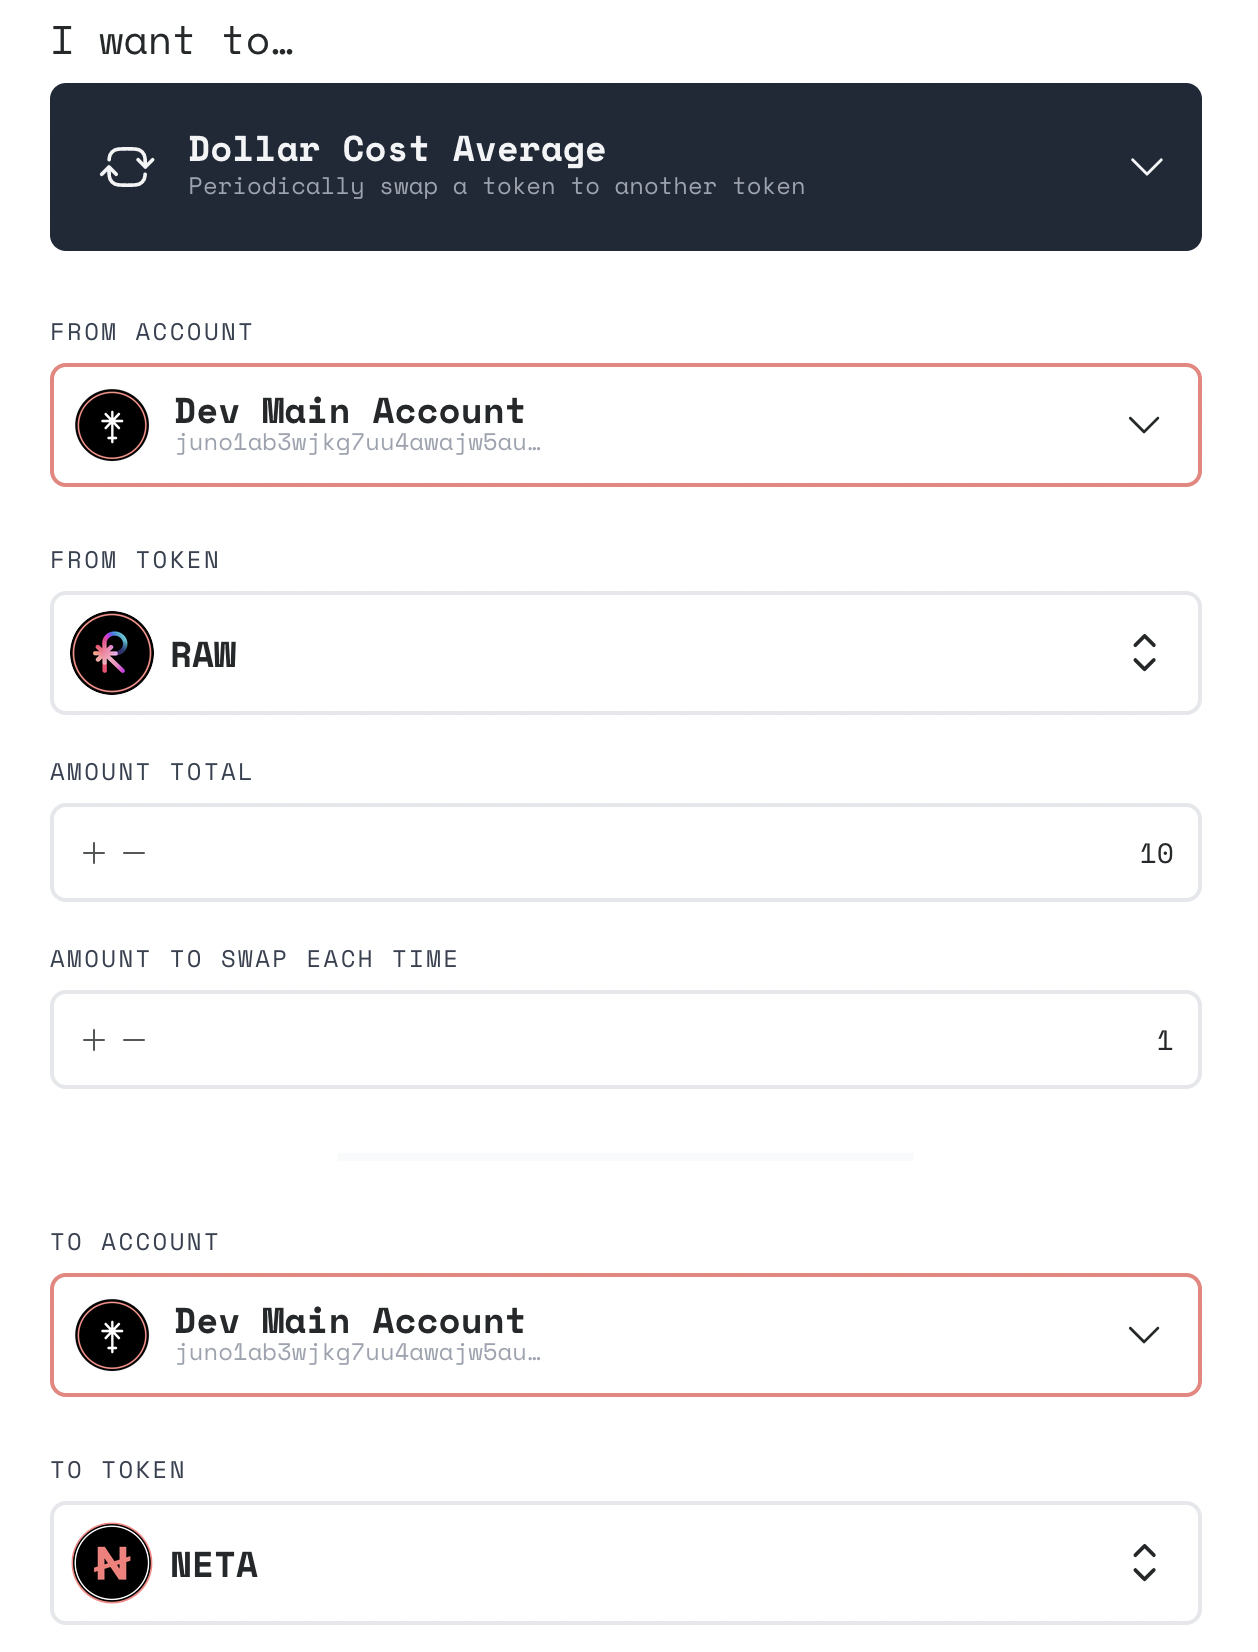 I want to…
Dollar Cost Average
Periodically swap a token to another token
FROM ACCOUNT
Dev Main Account
juno1ab3wjkg7uu4awajw5au…
FROM TOKEN
RAW
AMOUNT TOTAL
10
AMOUNT TO SWAP EACH TIME
1
TO ACCOUNT
Dev Main Account
juno1ab3wjkg7uu4awajw5au…
TO TOKEN
NETA